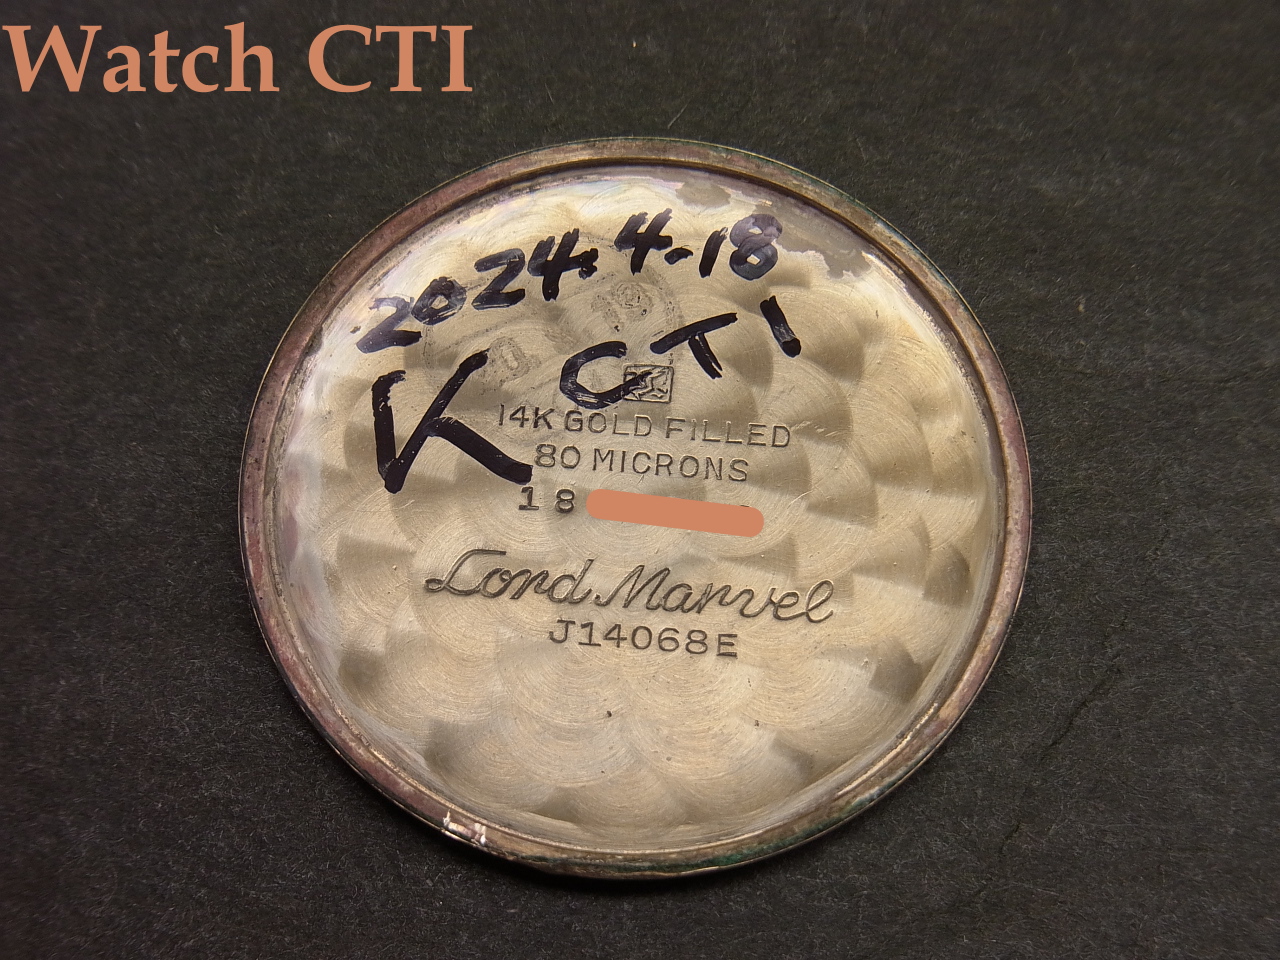 Watch CTI
2024.4.18
K CTI
14K GOLD FILLED
80 MICRONS
18
Lord Marvel
J14068E